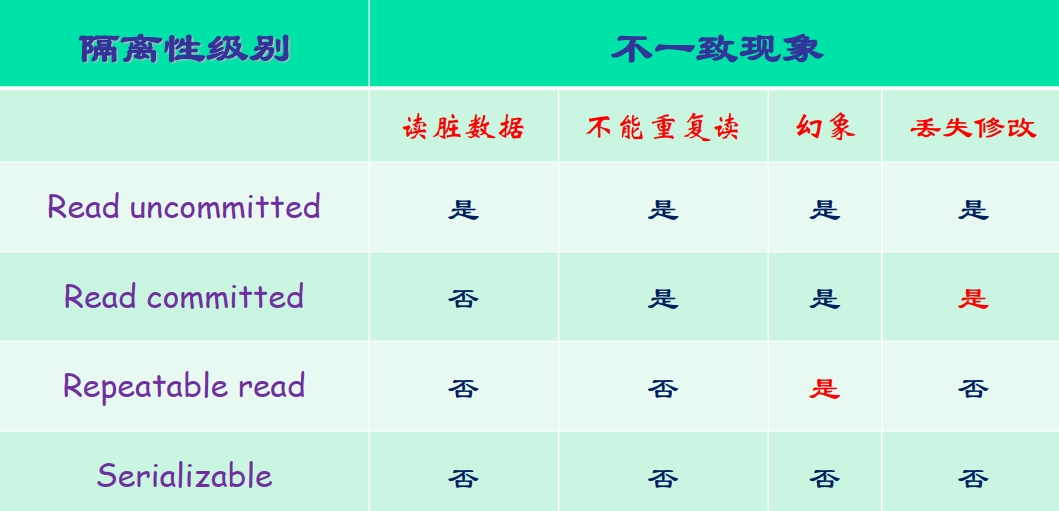 隔离性级别 不一致现象
读脏数据 不能重复读 幻象 丢失修改
Read uncommitted 是 是 是 是
Read committed 否 是 是 是
Repeatable read 否 否 是 否
Serializable 否 否 否 否